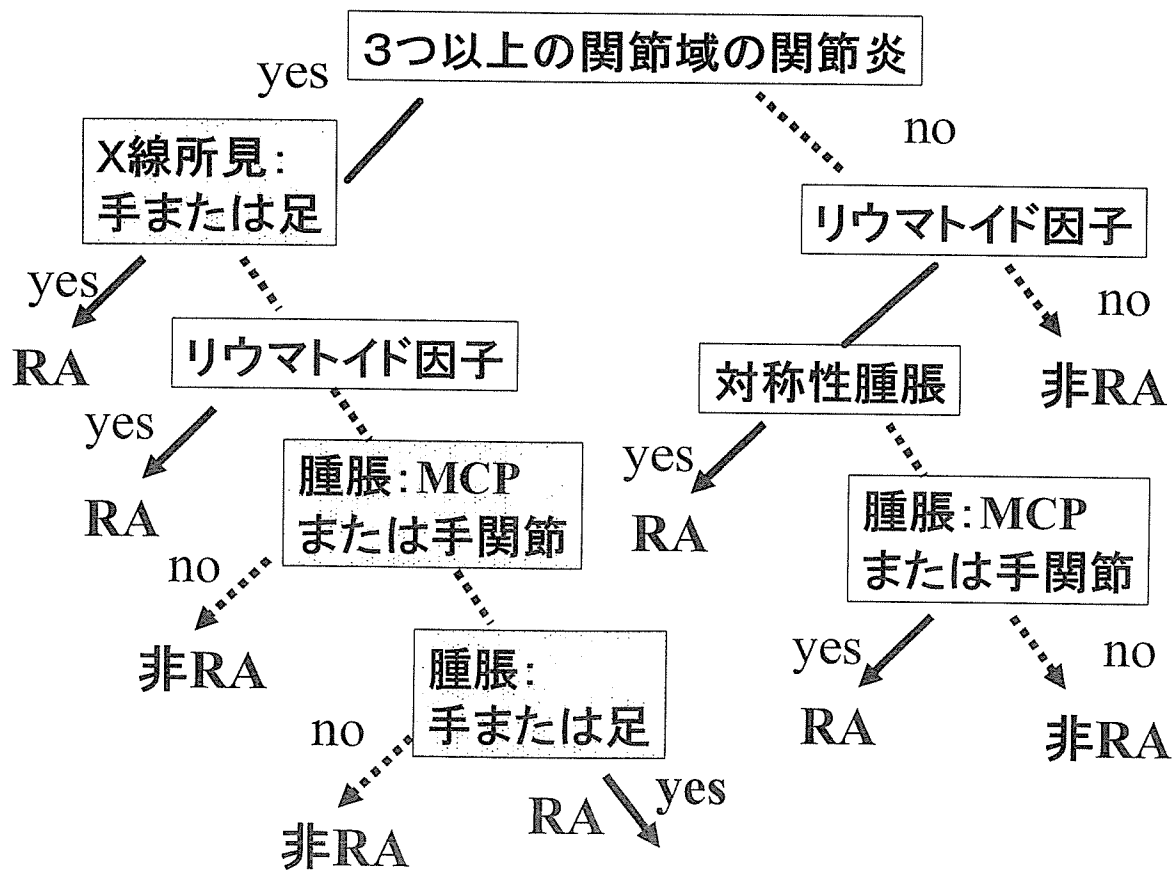 3つ以上の関節域の関節炎
yes
no
X線所見：
手または足
リウマトイド因子
yes
no
RA
リウマトイド因子
対称性腫脹
非RA
yes
yes
RA
腫脹：MCP
または手関節
RA
腫脹：MCP
または手関節
no
非RA
腫脹：
手または足
yes
no
RA
非RA
no
yes
RA
非RA